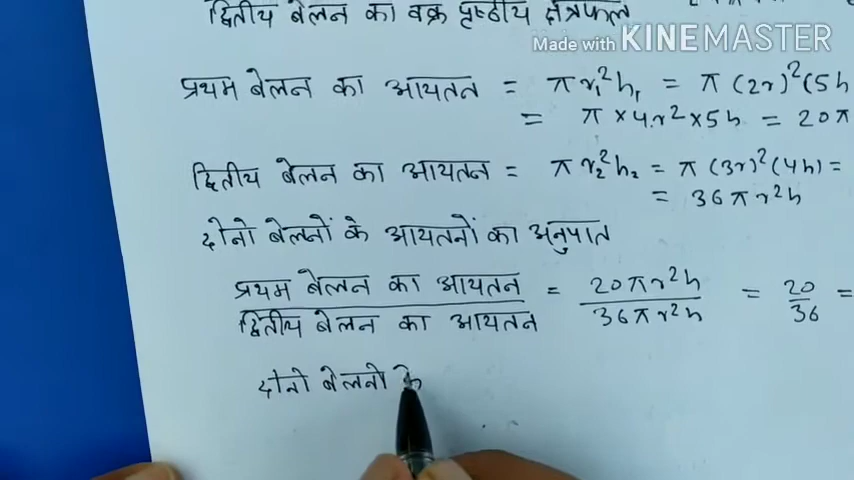 द्वितीय बेलन का वक्र पृष्ठीय क्षेत्रफल
Made with KINEMASTER
प्रथम बेलन का आयतन = πr₁²h₁ = π(2r)²(5h
= π×4r²×5h = 20π
द्वितीय बेलन का आयतन = πr₂²h₂ = π(3r)²(4h) =
= 36πr²h
दोनो बेलनों के आयतनों का अनुपात
प्रथम बेलन का आयतन / द्वितीय बेलन का आयतन = 20πr²h / 36πr²h = 20/36 =
दोनो बेलनो के